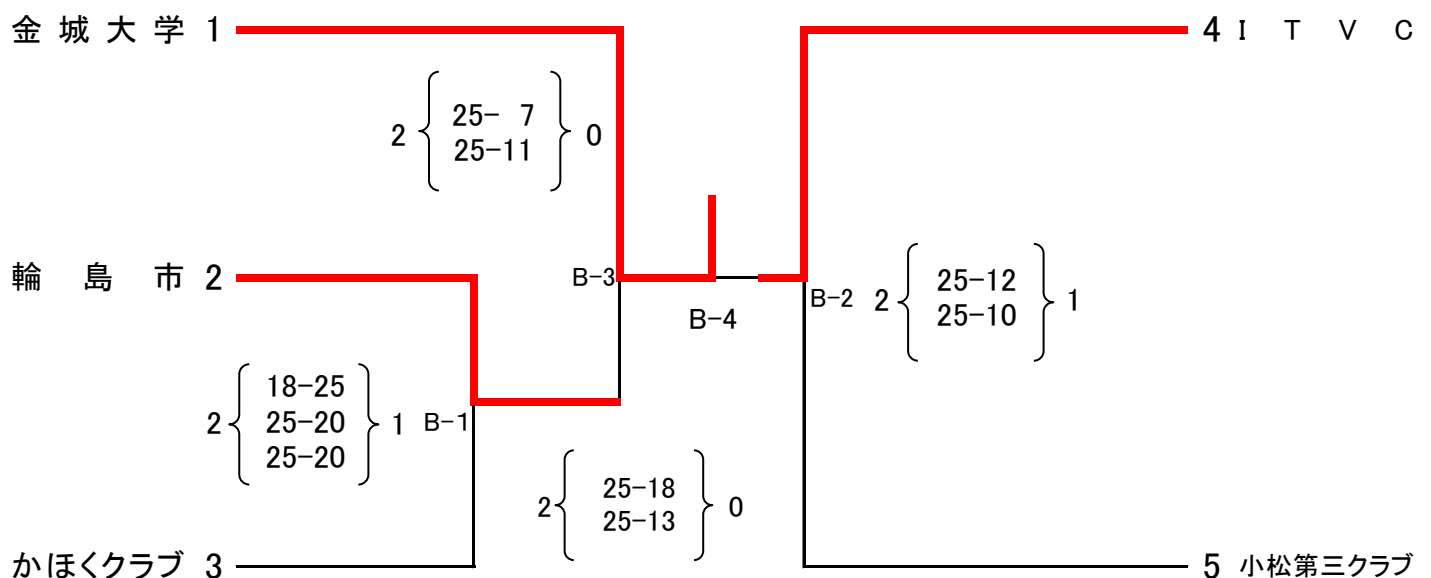 金城大学 1
4 ITVC
2 25- 7 0
25-11
輪島市 2
B-3
B-4
B-2 2 25-12 1
25-10
18-25
2 25-20 1 B-1
25-20
2 25-18 0
25-13
かほくクラブ 3
5 小松第三クラブ